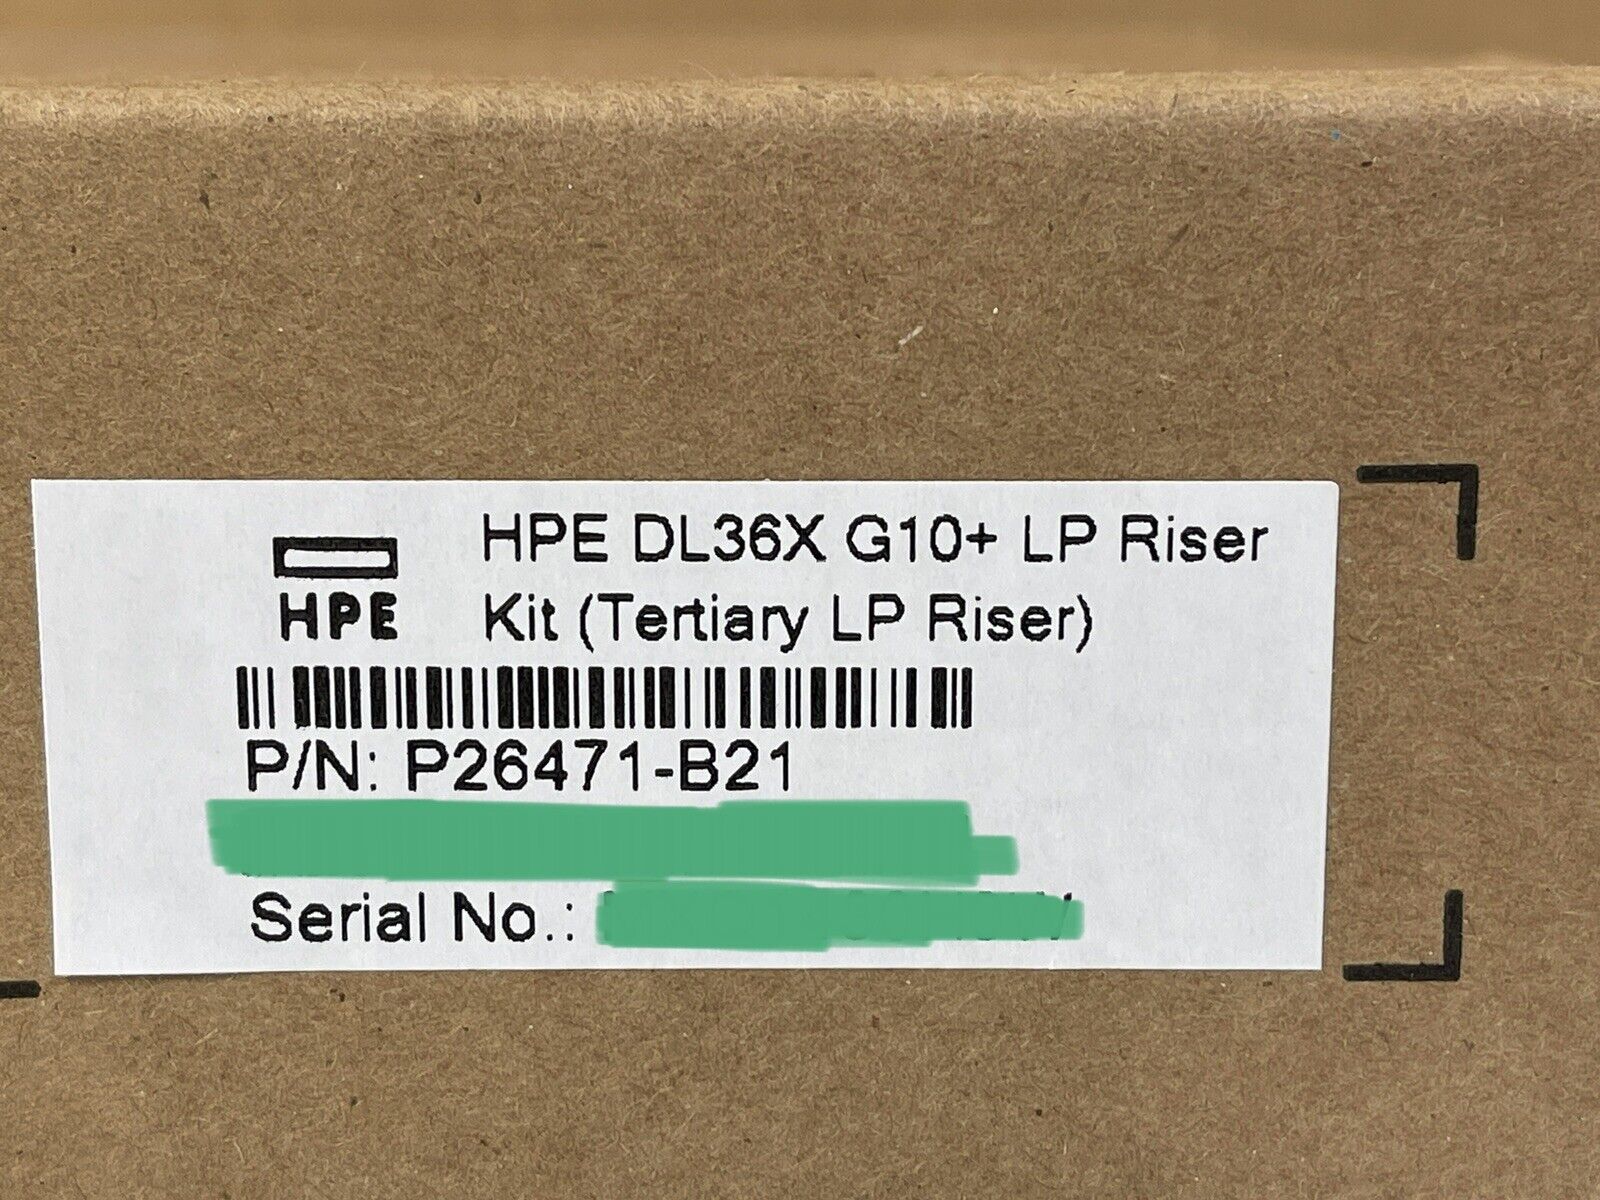 HPE
HPE DL36X G10+ LP Riser
Kit (Tertiary LP Riser)
P/N: P26471-B21
Serial No.: